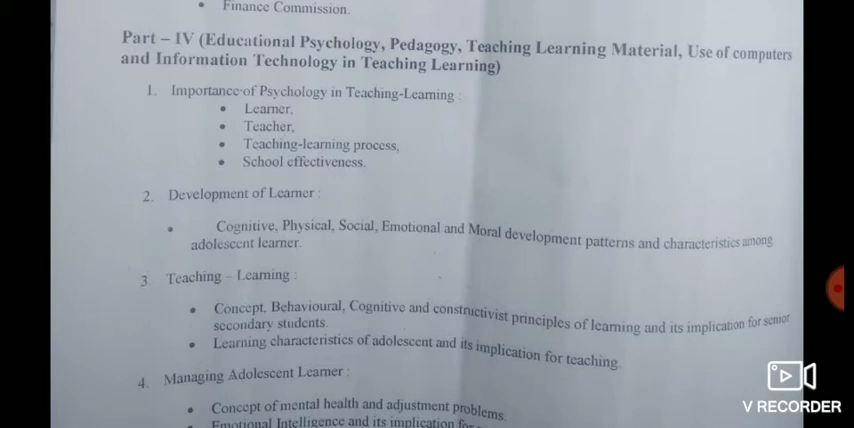 • Finance Commission.
Part – IV (Educational Psychology, Pedagogy, Teaching Learning Material, Use of computers
and Information Technology in Teaching Learning)
1. Importance of Psychology in Teaching-Learning :
• Learner,
• Teacher,
• Teaching-learning process,
• School effectiveness.
2. Development of Learner :
• Cognitive, Physical, Social, Emotional and Moral development patterns and characteristics among
adolescent learner.
3. Teaching – Learning :
• Concept, Behavioural, Cognitive and constructivist principles of learning and its implication for senior
secondary students.
• Learning characteristics of adolescent and its implication for teaching.
4. Managing Adolescent Learner :
• Concept of mental health and adjustment problems.
• Emotional Intelligence and its implication for
V RECORDER